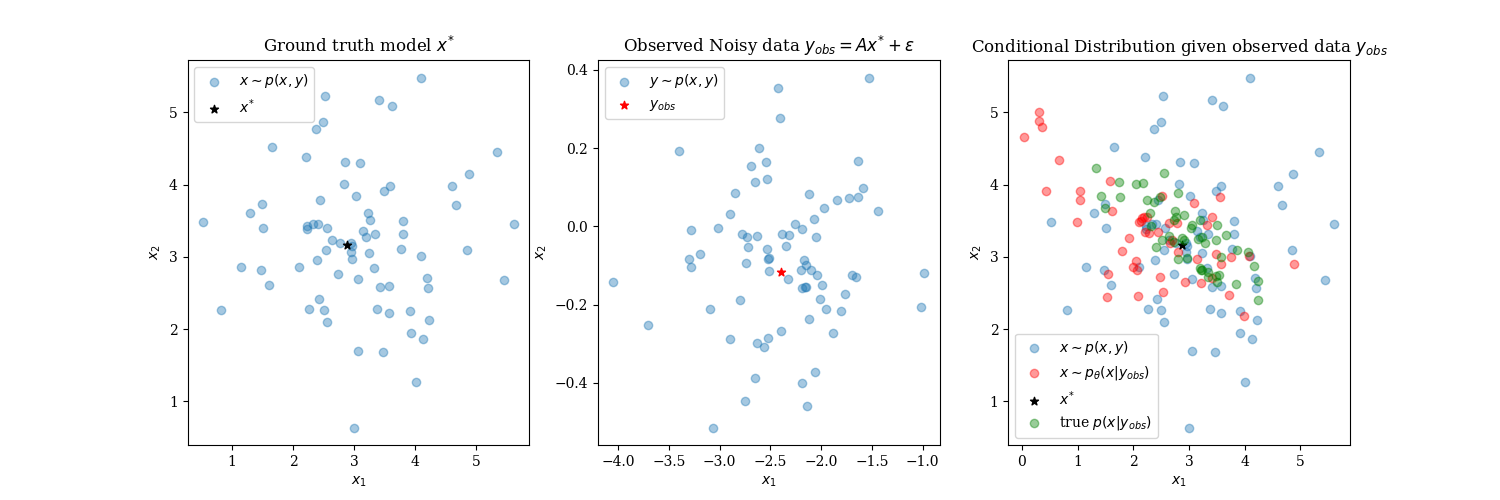 Ground truth model x*
x ~ p(x, y)
x*
5
4
3
2
1
x₂
1 2 3 4 5
x₁
Observed Noisy data y_obs = Ax* + ε
y ~ p(x, y)
y_obs
0.4
0.2
0.0
−0.2
−0.4
x₂
−4.0 −3.5 −3.0 −2.5 −2.0 −1.5 −1.0
x₁
Conditional Distribution given observed data y_obs
5
4
3
2
1
x₂
x ~ p(x, y)
x ~ p_θ(x|y_obs)
x*
true p(x|y_obs)
0 1 2 3 4 5
x₁